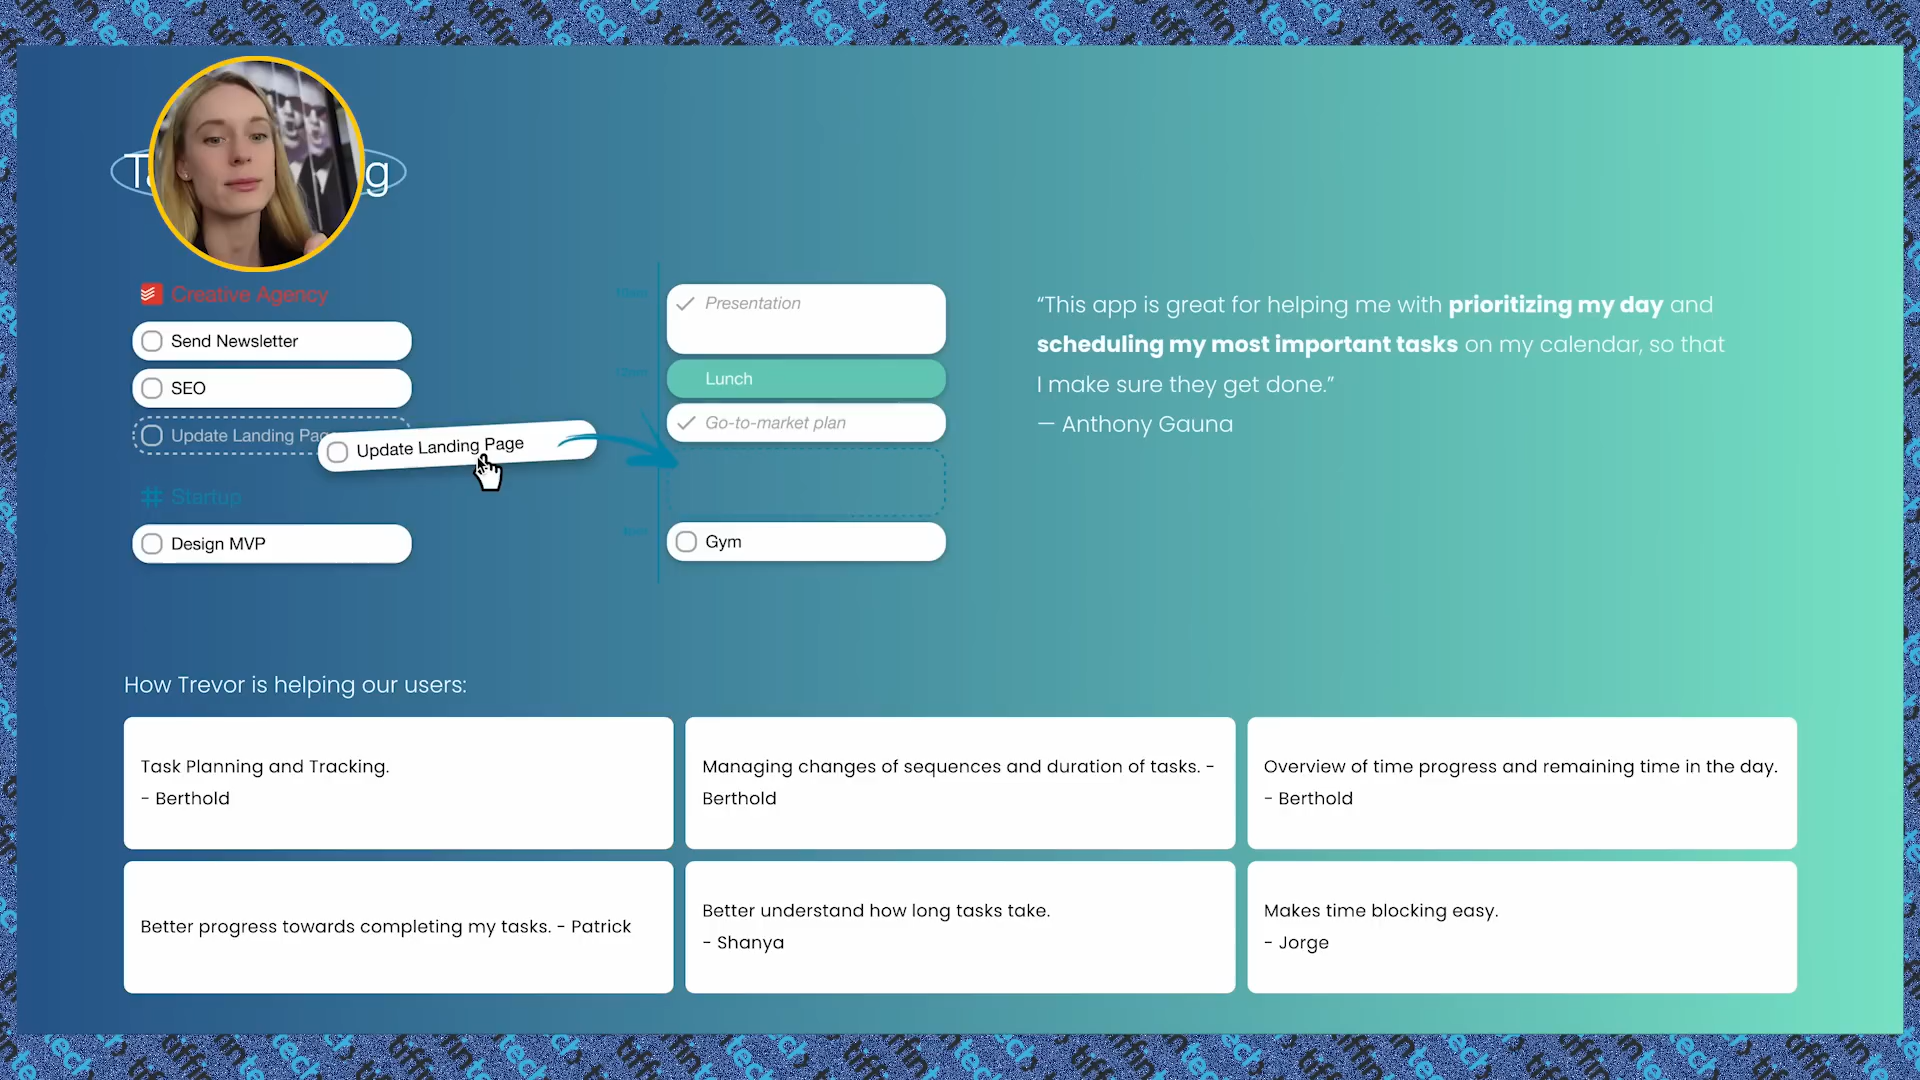 Creative Agency
Send Newsletter
SEO
Update Landing Pag
Update Landing Page
Startup
Design MVP
Presentation
Lunch
Go-to-market plan
Gym
“This app is great for helping me with prioritizing my day and
scheduling my most important tasks on my calendar, so that
I make sure they get done.”
— Anthony Gauna
How Trevor is helping our users:
Task Planning and Tracking.
- Berthold
Managing changes of sequences and duration of tasks. -
Berthold
Overview of time progress and remaining time in the day.
- Berthold
Better progress towards completing my tasks. - Patrick
Better understand how long tasks take.
- Shanya
Makes time blocking easy.
- Jorge
tiffin
tech